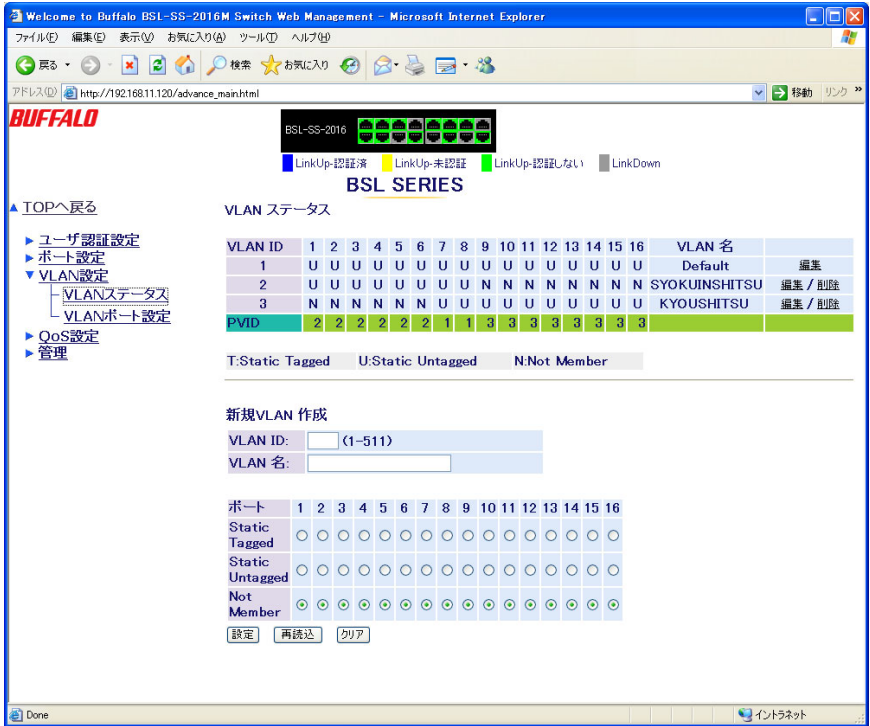 Welcome to Buffalo BSL-SS-2016M Switch Web Management - Microsoft Internet Explorer
ファイル(F) 編集(E) 表示(V) お気に入り(A) ツール(T) ヘルプ(H)
戻る 検索 お気に入り
アドレス(D) http://192.168.11.120/advance_main.html 移動 リンク »
BUFFALO
BSL-SS-2016
LinkUp-認証済 LinkUp-未認証 LinkUp-認証しない LinkDown
BSL SERIES
TOPへ戻る
ユーザ認証設定
ポート設定
VLAN設定
VLANステータス
VLANポート設定
QoS設定
管理
VLAN ステータス
VLAN ID 1 2 3 4 5 6 7 8 9 10 11 12 13 14 15 16 VLAN 名
1 U U U U U U U U U U U U U U U U Default 編集
2 U U U U U U U U N N N N N N N N SYOKUINSHITSU 編集 / 削除
3 N N N N N N U U U U U U U U U U KYOUSHITSU 編集 / 削除
PVID 2 2 2 2 2 2 1 1 3 3 3 3 3 3 3 3
T:Static Tagged U:Static Untagged N:Not Member
新規VLAN 作成
VLAN ID: (1-511)
VLAN 名:
ポート 1 2 3 4 5 6 7 8 9 10 11 12 13 14 15 16
Static
Tagged
Static
Untagged
Not
Member
設定 再読込 クリア
Done イントラネット